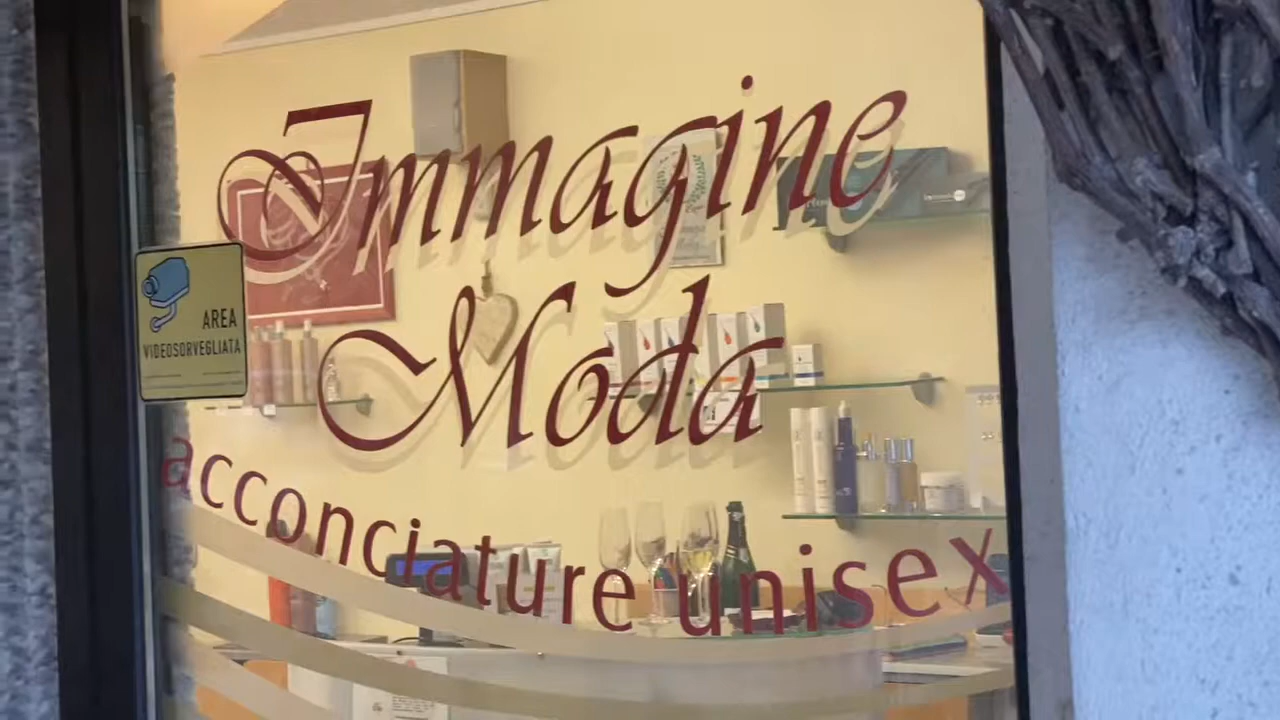 Immagine
Moda
acconciature unisex
AREA
VIDEOSORVEGLIATA